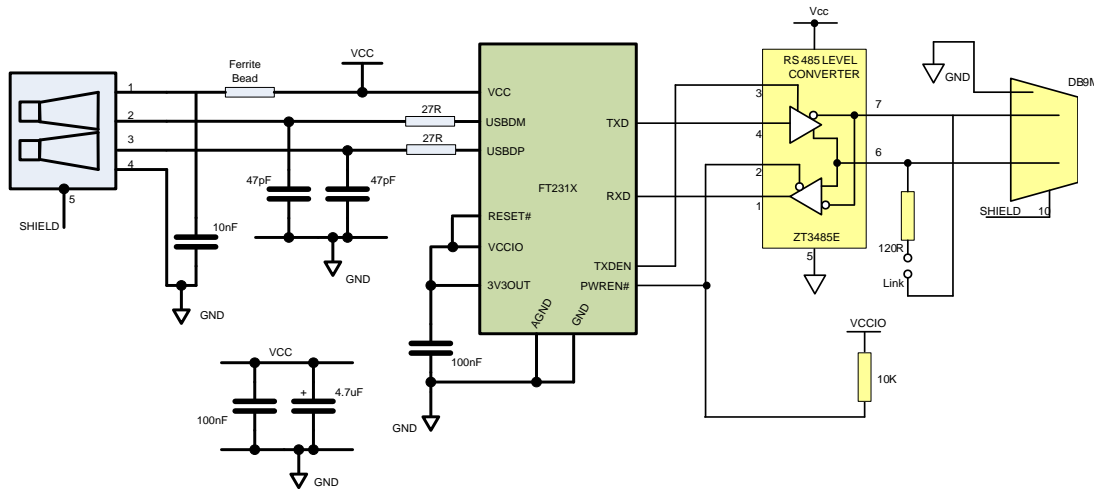 Vcc
VCC
Ferrite
Bead
RS 485 LEVEL
CONVERTER
GND
DB9M
1
2
3
4
5
SHIELD
27R
27R
VCC
USBDM
USBDP
TXD
FT231X
RXD
RESET#
VCCIO
3V3OUT
TXDEN
PWREN#
AGND
GND
47pF
47pF
10nF
GND
GND
3
4
2
1
7
6
ZT3485E
5
120R
Link
SHIELD
10
VCCIO
10K
100nF
GND
VCC
100nF
+
4.7uF
GND